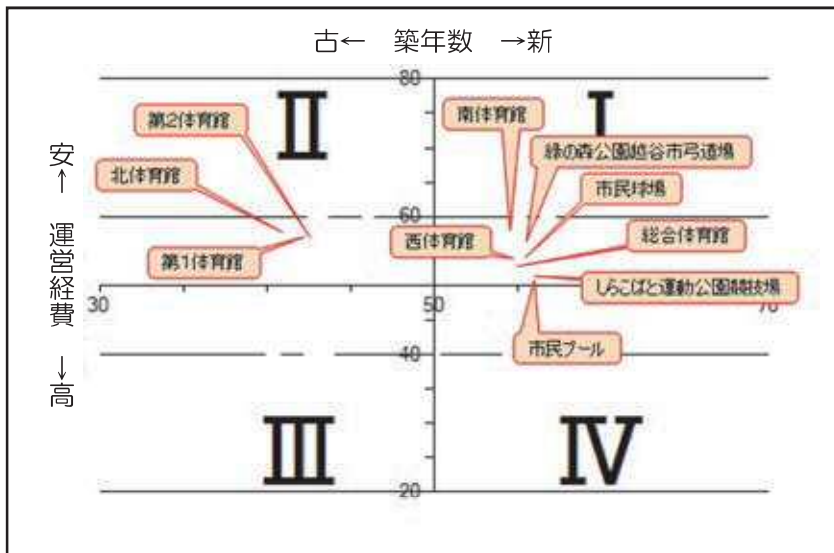 古← 築年数 →新
安← 運営経費 →高
80
Ⅱ
Ⅰ
第2体育館
南体育館
緑の森公園越谷市弓道場
北体育館
市民球場
60
西体育館
総合体育館
第1体育館
しらこばと運動公園競技場
30
50
70
市民プール
40
Ⅲ
Ⅳ
20